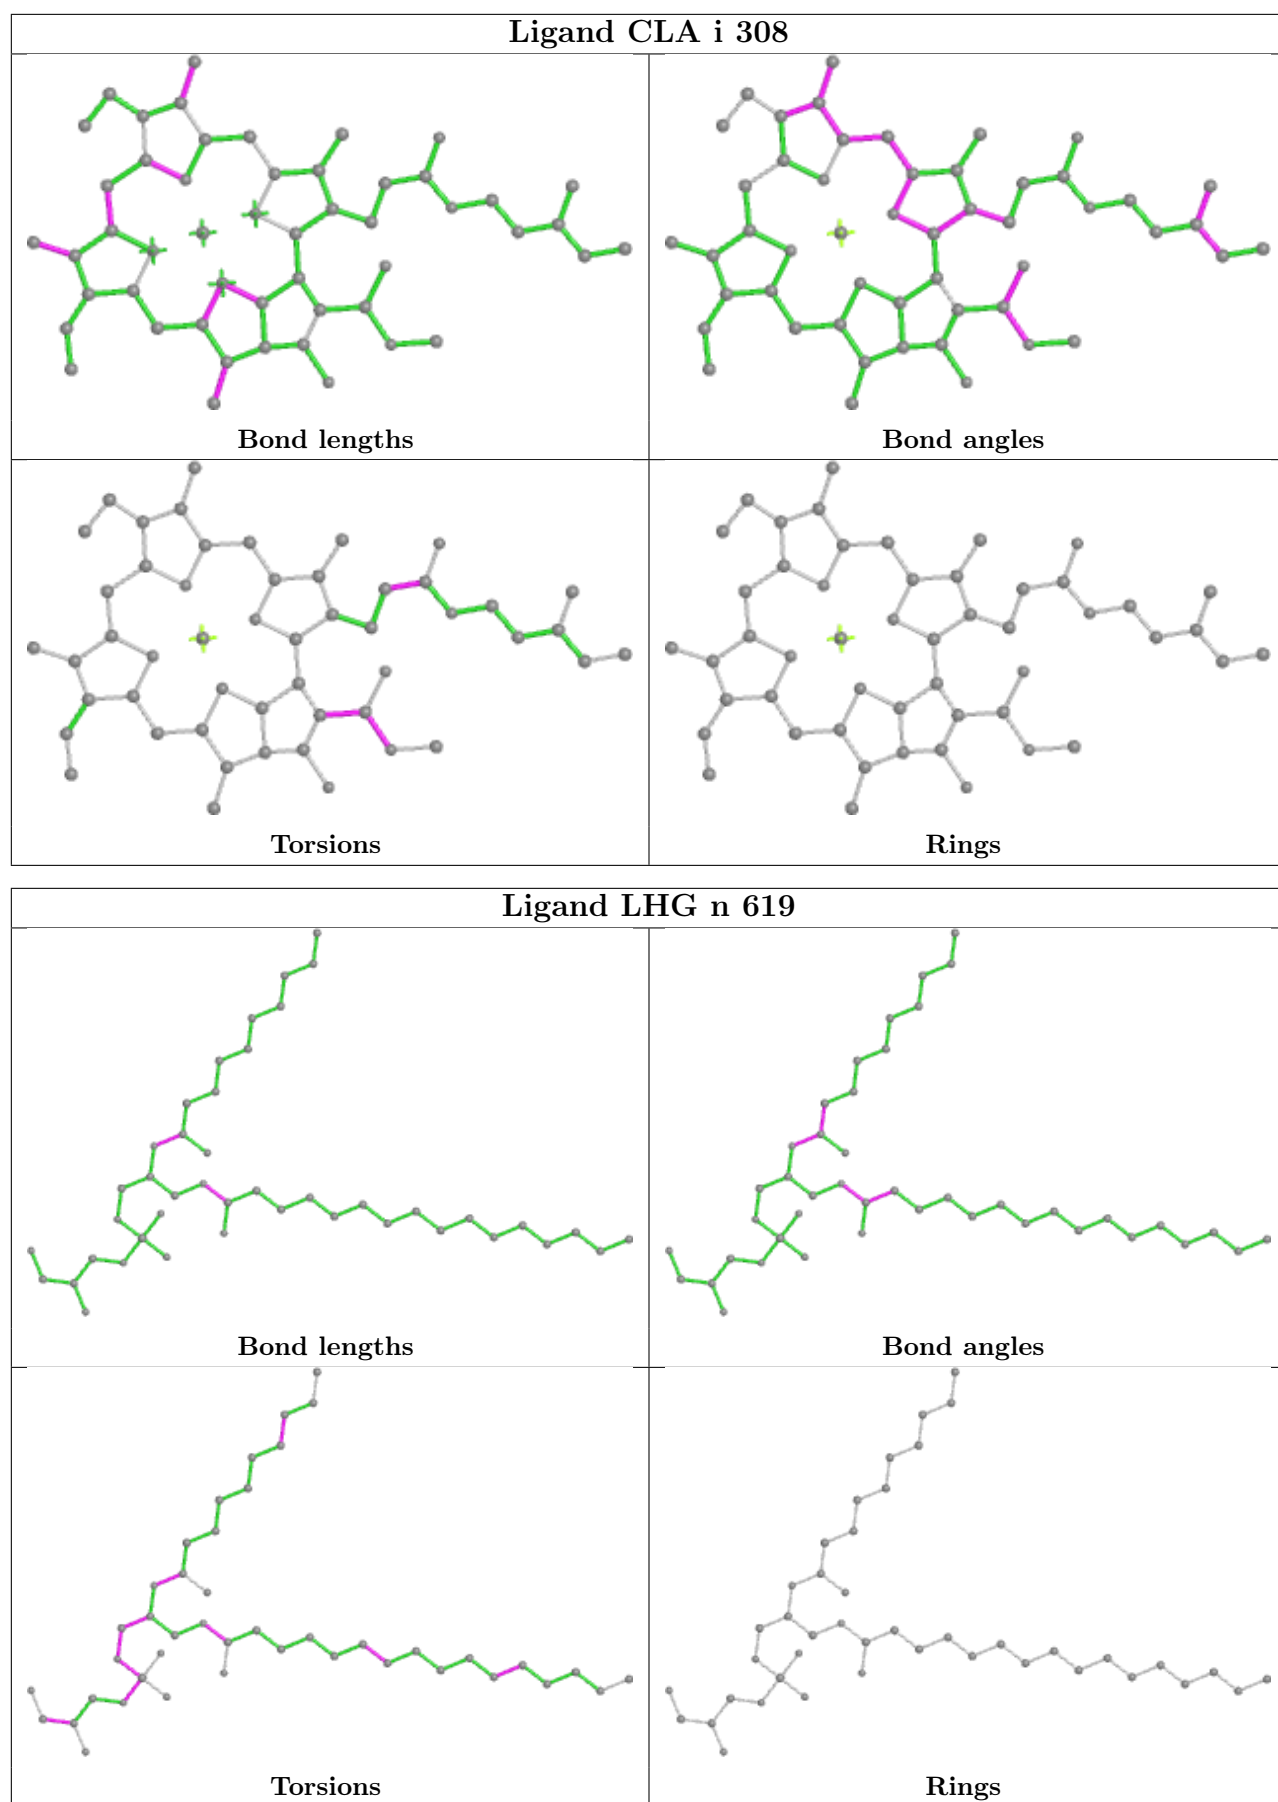 Ligand CLA i 308
Bond lengths
Bond angles
Torsions
Rings
Ligand LHG n 619
Bond lengths
Bond angles
Torsions
Rings